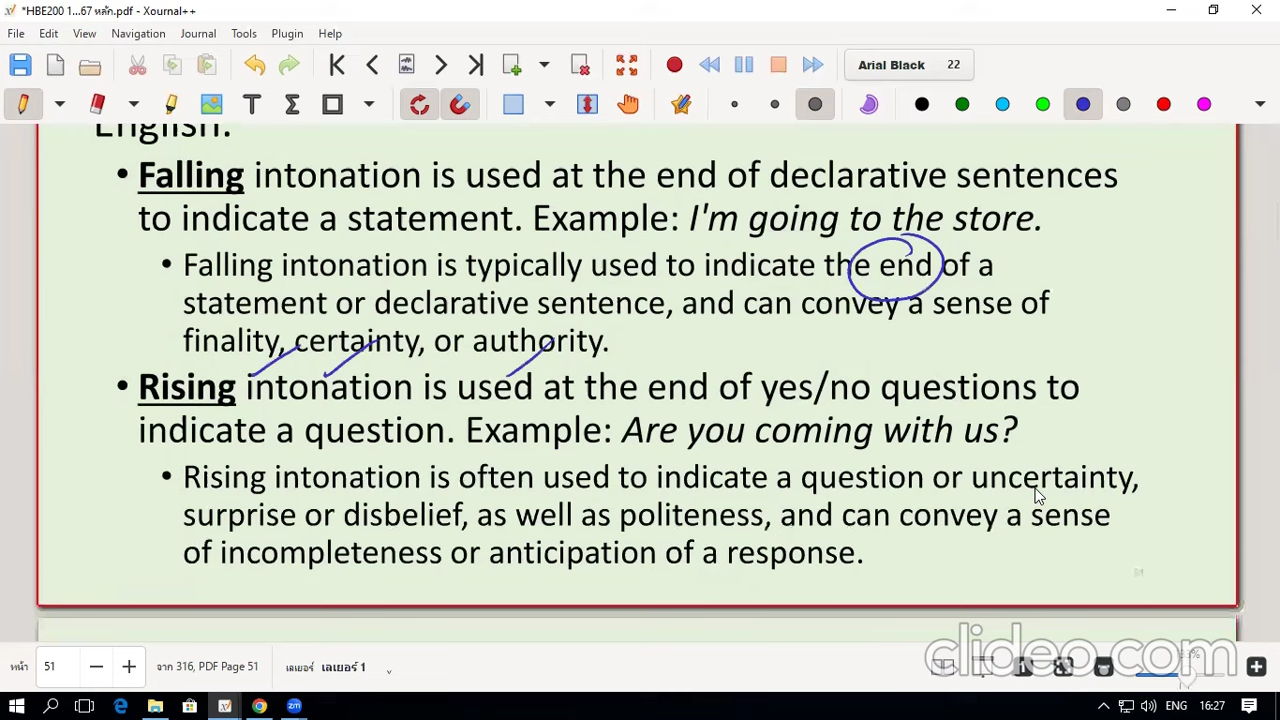 *HBE200 1...67 หลัก.pdf - Xournal++
File Edit View Navigation Journal Tools Plugin Help
Arial Black 22
English.
• Falling intonation is used at the end of declarative sentences
to indicate a statement. Example: I'm going to the store.
• Falling intonation is typically used to indicate the end of a
statement or declarative sentence, and can convey a sense of
finality, certainty, or authority.
• Rising intonation is used at the end of yes/no questions to
indicate a question. Example: Are you coming with us?
• Rising intonation is often used to indicate a question or uncertainty,
surprise or disbelief, as well as politeness, and can convey a sense
of incompleteness or anticipation of a response.
clideo.com
หน้า 51 จาก 316, PDF Page 51 เลเยอร์ เลเยอร์ 1
ENG 16:27